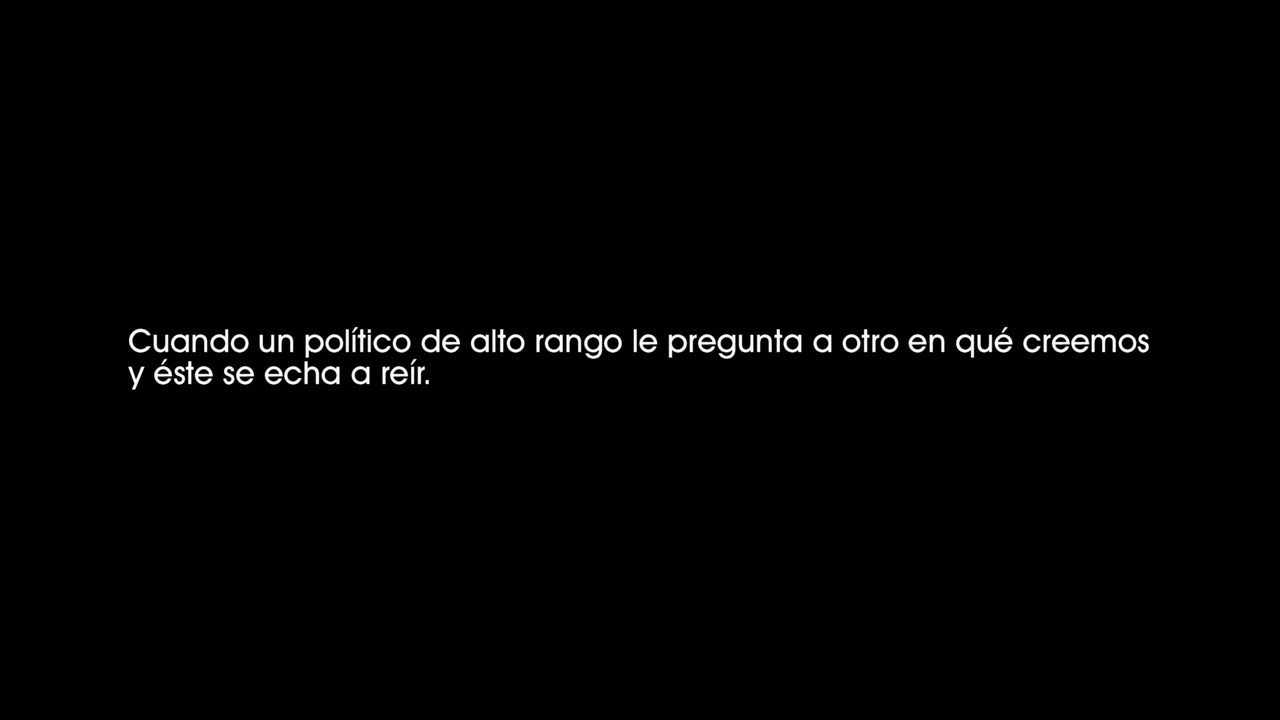 Cuando un político de alto rango le pregunta a otro en qué creemos
y éste se echa a reír.